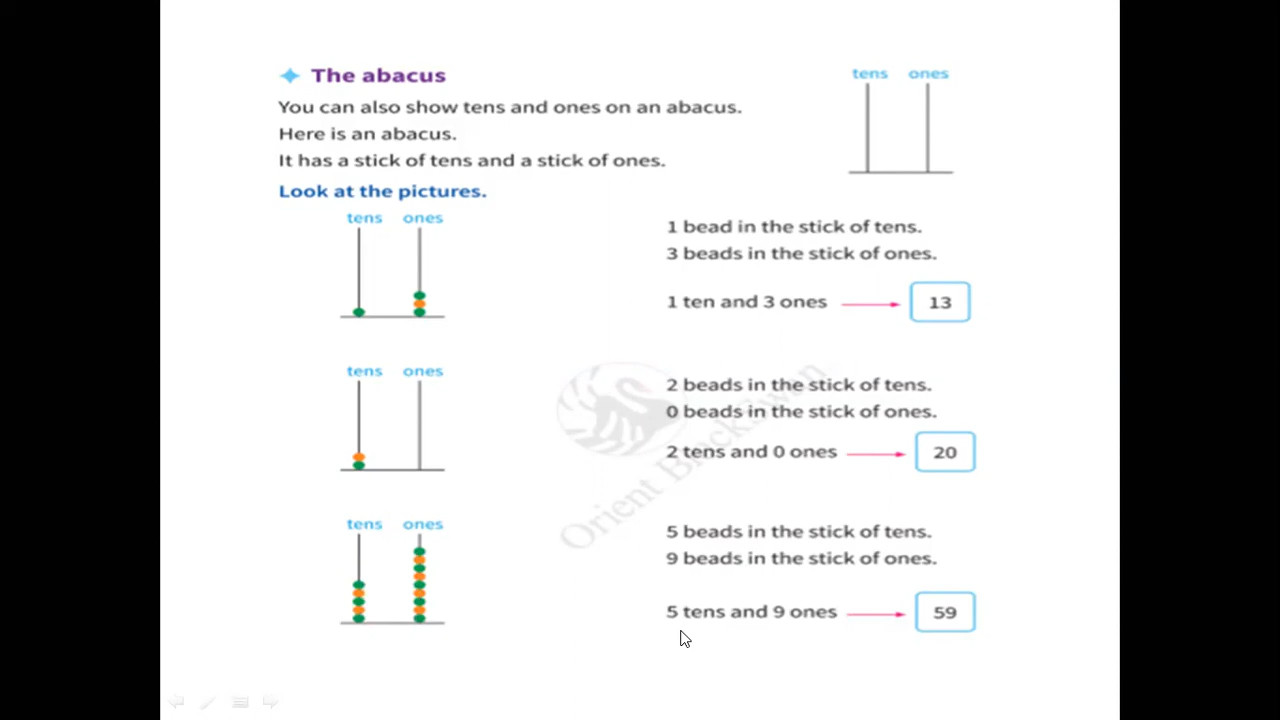 The abacus
You can also show tens and ones on an abacus.
Here is an abacus.
It has a stick of tens and a stick of ones.
tens ones
Look at the pictures.
tens ones
1 bead in the stick of tens.
3 beads in the stick of ones.
1 ten and 3 ones 13
tens ones
2 beads in the stick of tens.
0 beads in the stick of ones.
2 tens and 0 ones 20
Orient BlackSwan
tens ones
5 beads in the stick of tens.
9 beads in the stick of ones.
5 tens and 9 ones 59